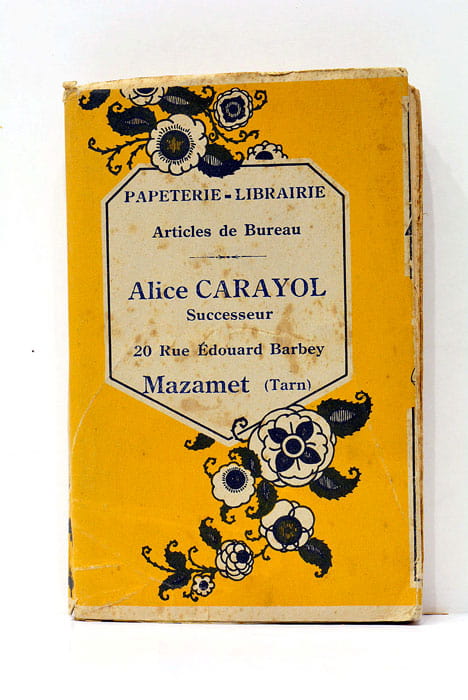 PAPETERIE - LIBRAIRIE
Articles de Bureau
Alice CARAYOL
Successeur
20 Rue Édouard Barbey
Mazamet (Tarn)